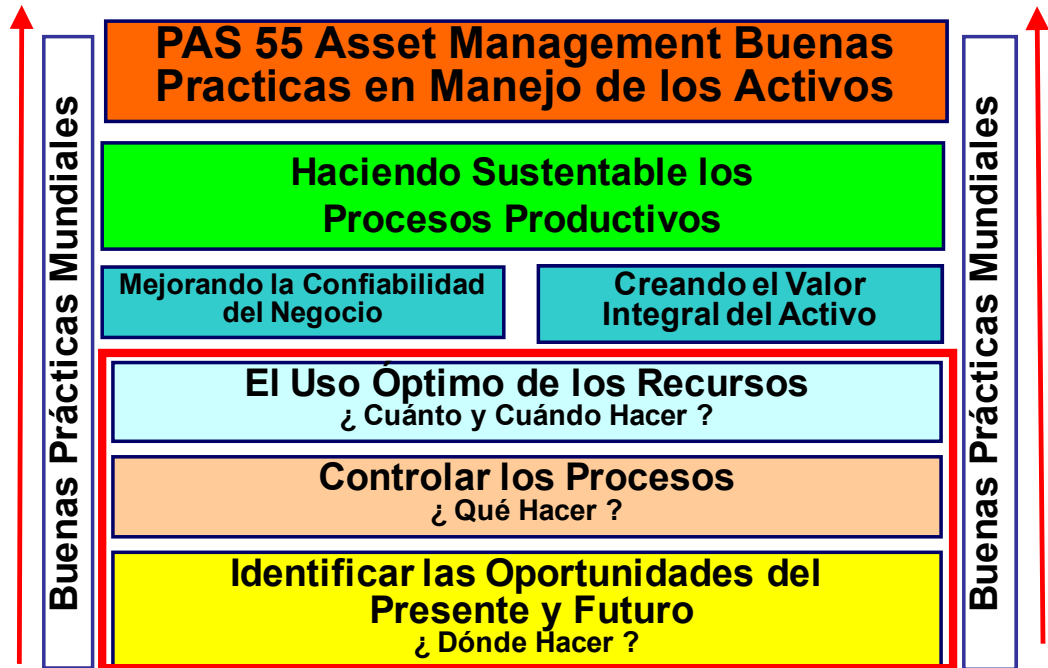 Buenas Prácticas Mundiales
PAS 55 Asset Management Buenas
Practicas en Manejo de los Activos
Haciendo Sustentable los
Procesos Productivos
Mejorando la Confiabilidad
del Negocio
Creando el Valor
Integral del Activo
El Uso Óptimo de los Recursos
¿ Cuánto y Cuándo Hacer ?
Controlar los Procesos
¿ Qué Hacer ?
Identificar las Oportunidades del
Presente y Futuro
¿ Dónde Hacer ?
Buenas Prácticas Mundiales